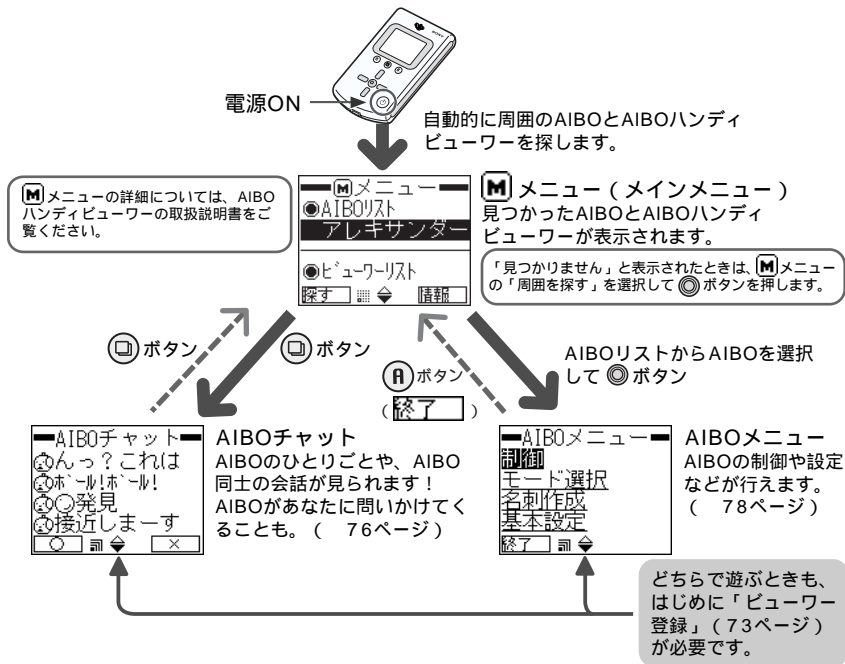 SONY
電源ON
自動的に周囲のAIBOとAIBOハンディ
ビューワーを探します。
Mメニューの詳細については、AIBO
ハンディビューワーの取扱説明書をご
覧ください。
Mメニュー
◉AIBOリスト
アレキサンダー
◉ビューワーリスト
探す 情報
Mメニュー(メインメニュー)
見つかったAIBOとAIBOハンディ
ビューワーが表示されます。
「見つかりません」と表示されたときは、Mメニュー
の「周囲を探す」を選択して◎ボタンを押します。
ボタン
ボタン
Aボタン
(終了)
AIBOリストからAIBOを選択
して◎ボタン
AIBOチャット
んっ?これは
ボール!ボール!
○発見
接近しまーす
○ ×
AIBOチャット
AIBOのひとりごとや、AIBO
同士の会話が見られます!
AIBOがあなたに問いかけてく
ることも。( 76ページ)
AIBOメニュー
制御
モード選択
名刺作成
基本設定
終了
AIBOメニュー
AIBOの制御や設定
などが行えます。
( 78ページ)
どちらで遊ぶときも、
はじめに「ビューワー
登録」(73ページ)
が必要です。